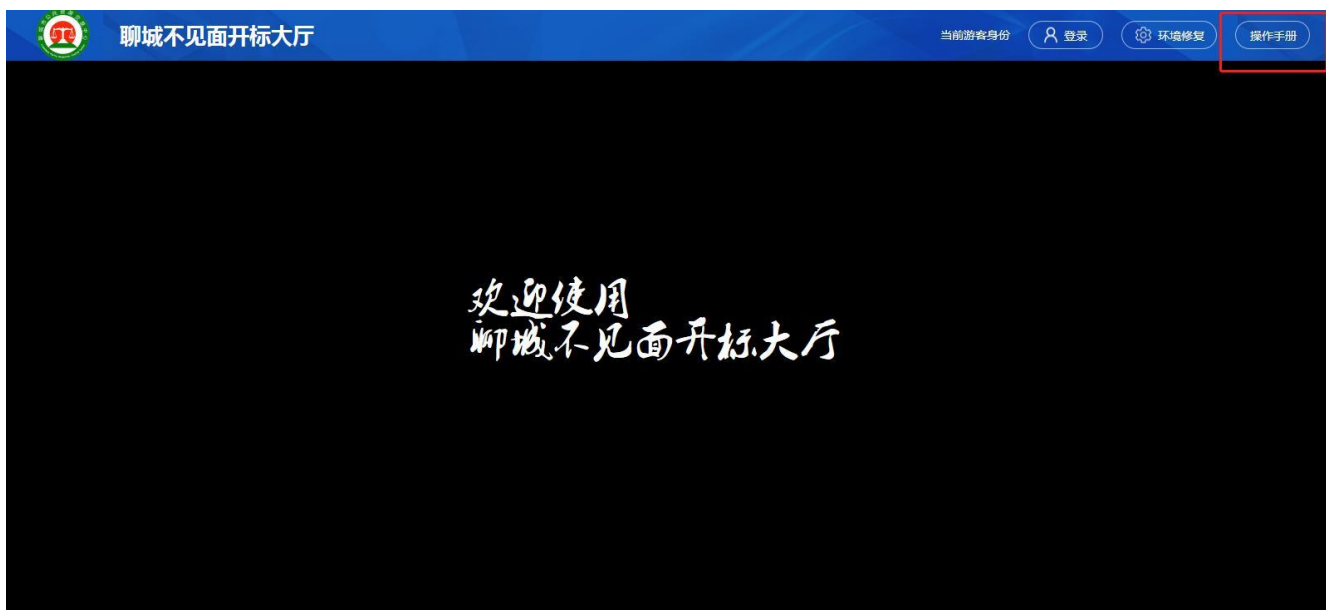 聊城不见面开标大厅
当前游客身份
登录
环境修复
操作手册
欢迎使用
聊城不见面开标大厅